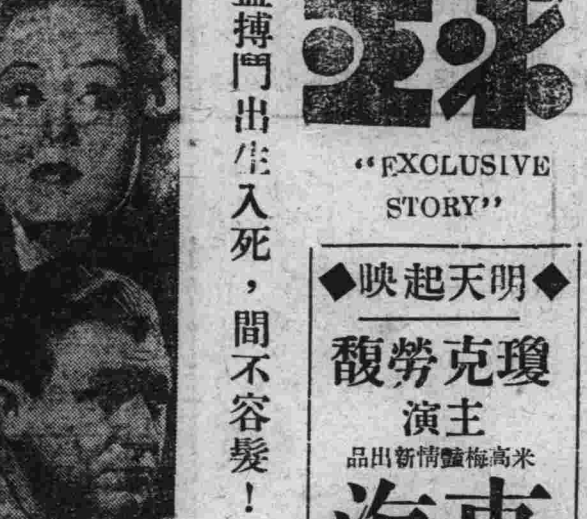 “EXCLUSIVE
STORY”
◆明天起映◆
瓊克勞馥
主演
米高梅豔情新出品
搏鬥出生入死，間不容髮！